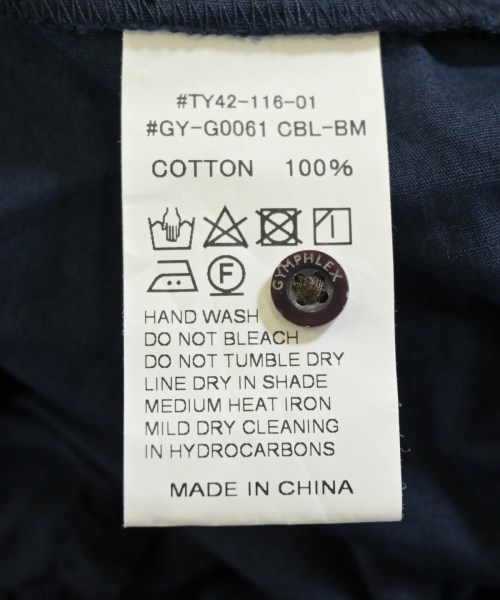 #TY42-116-01
#GY-G0061 CBL-BM
COTTON 100%
F
GYMPHLEX
HAND WASH
DO NOT BLEACH
DO NOT TUMBLE DRY
LINE DRY IN SHADE
MEDIUM HEAT IRON
MILD DRY CLEANING
IN HYDROCARBONS
MADE IN CHINA